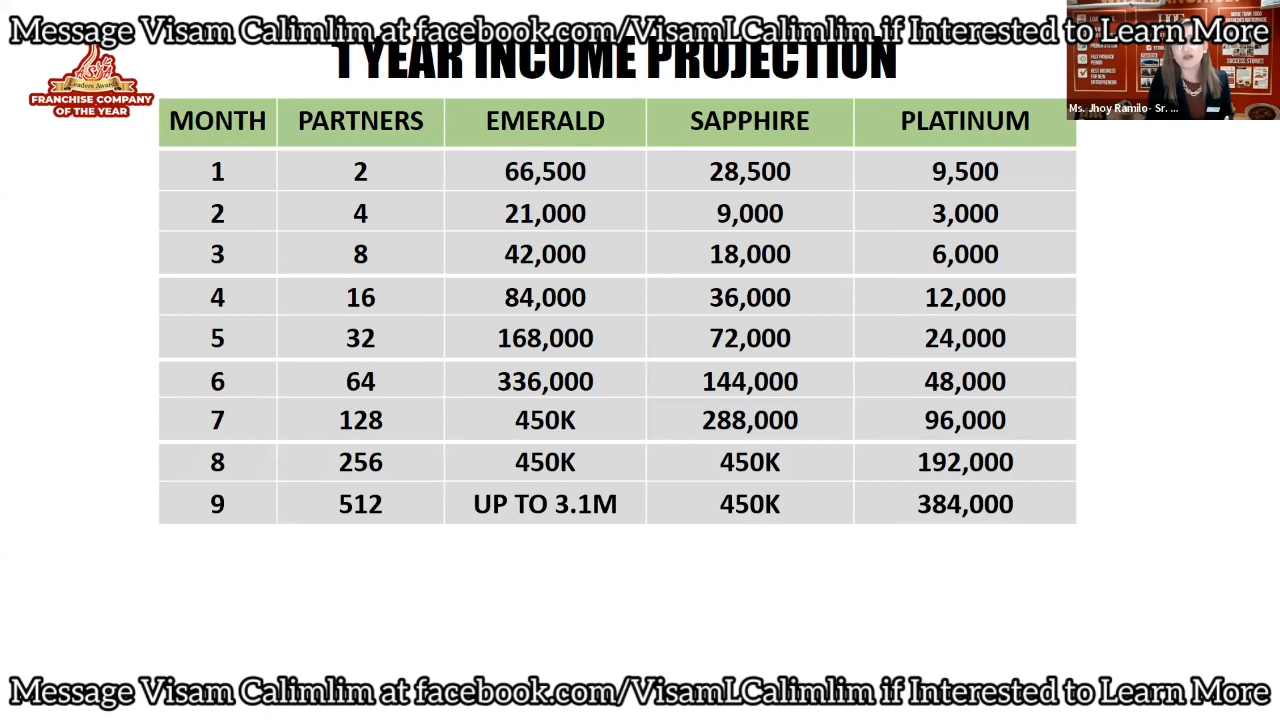 Message Visam Calimlim at facebook.com/VisamLCalimlim if Interested to Learn More
1 YEAR INCOME PROJECTION
ASIA
Leaders Award
FRANCHISE COMPANY
OF THE YEAR
MORE THAN
SUCCESS STORIES
Ms. Jhoy Ramilo- Sr. ...
MONTH PARTNERS EMERALD SAPPHIRE PLATINUM
1 2 66,500 28,500 9,500
2 4 21,000 9,000 3,000
3 8 42,000 18,000 6,000
4 16 84,000 36,000 12,000
5 32 168,000 72,000 24,000
6 64 336,000 144,000 48,000
7 128 450K 288,000 96,000
8 256 450K 450K 192,000
9 512 UP TO 3.1M 450K 384,000
Message Visam Calimlim at facebook.com/VisamLCalimlim if Interested to Learn More